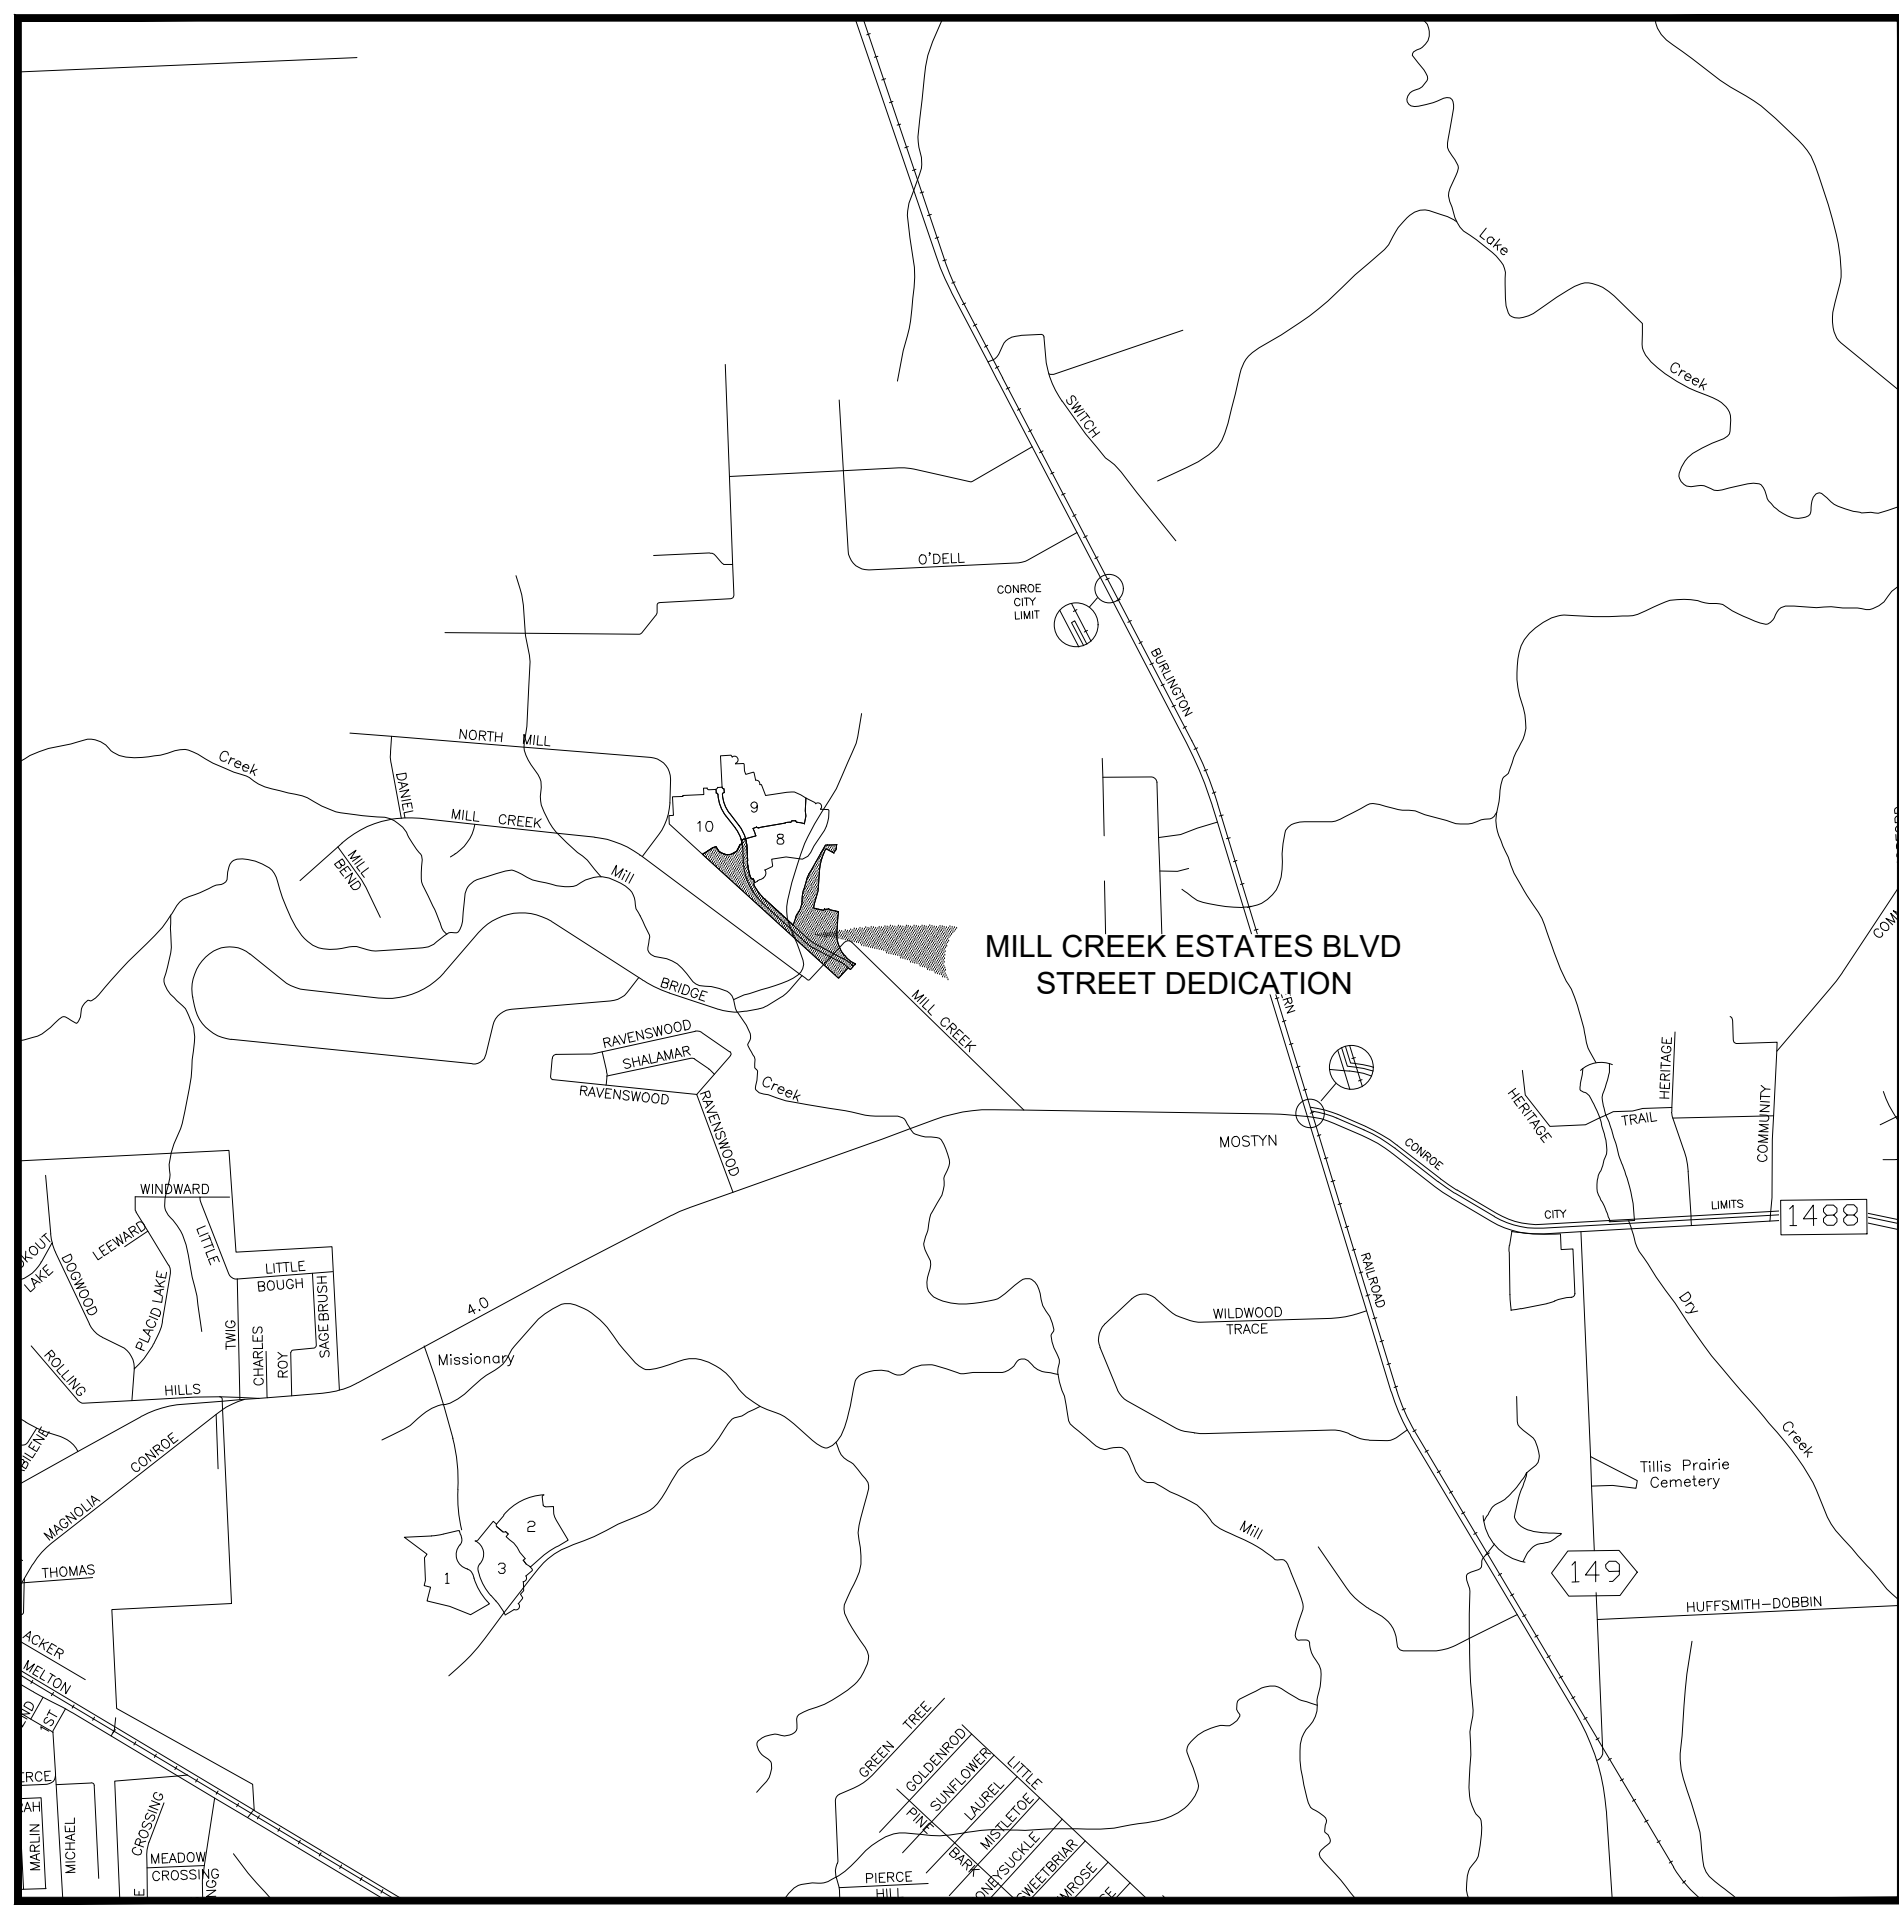 Lake
Creek
SWITCH
O'DELL
CONROE
CITY
LIMIT
BURLINGTON
NORTH MILL
Creek
DANIEL
MILL CREEK
9
10
8
MILL
BEND
Mill
MILL CREEK ESTATES BLVD
STREET DEDICATION
BRIDGE
MILL CREEK
RAVENSWOOD
SHALAMAR
RAVENSWOOD
RAVENSWOOD
Creek
HERITAGE
HERITAGE
TRAIL
COMMUNITY
MOSTYN
CONROE
CITY
LIMITS
1488
WINDWARD
LEEWARD
LITTLE
LITTLE
BOUGH
LAKE
DOGWOOD
PLACID LAKE
TWIG
CHARLES
ROY
SAGE BRUSH
4.0
RAILROAD
WILDWOOD
TRACE
Dry
Missionary
ROLLING
HILLS
CONROE
MAGNOLIA
Creek
Tillis Prairie
Cemetery
2
3
1
Mill
THOMAS
149
HUFFSMITH-DOBBIN
ACKER
MELTON
1ST
GREEN TREE
GOLDENROD
SUNFLOWER
LITTLE
LAUREL
MISTLETOE
PINE
BARK
PIERCE
HILL
MARLIN
MICHAEL
CROSSING
MEADOW
CROSSING